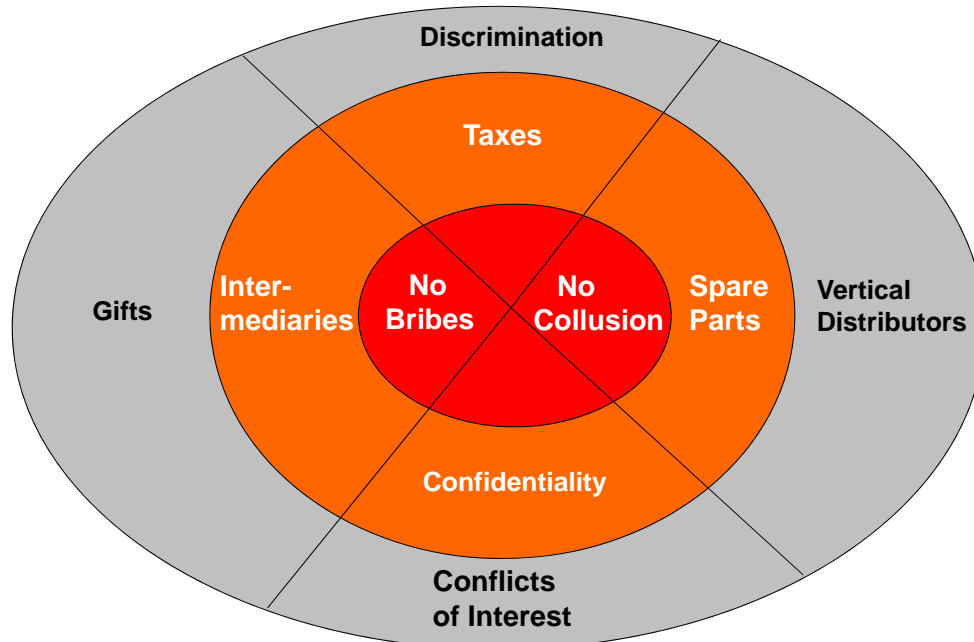 Discrimination
Taxes
Inter-
mediaries
No
Bribes
No
Collusion
Spare
Parts
Gifts
Vertical
Distributors
Confidentiality
Conflicts
of Interest